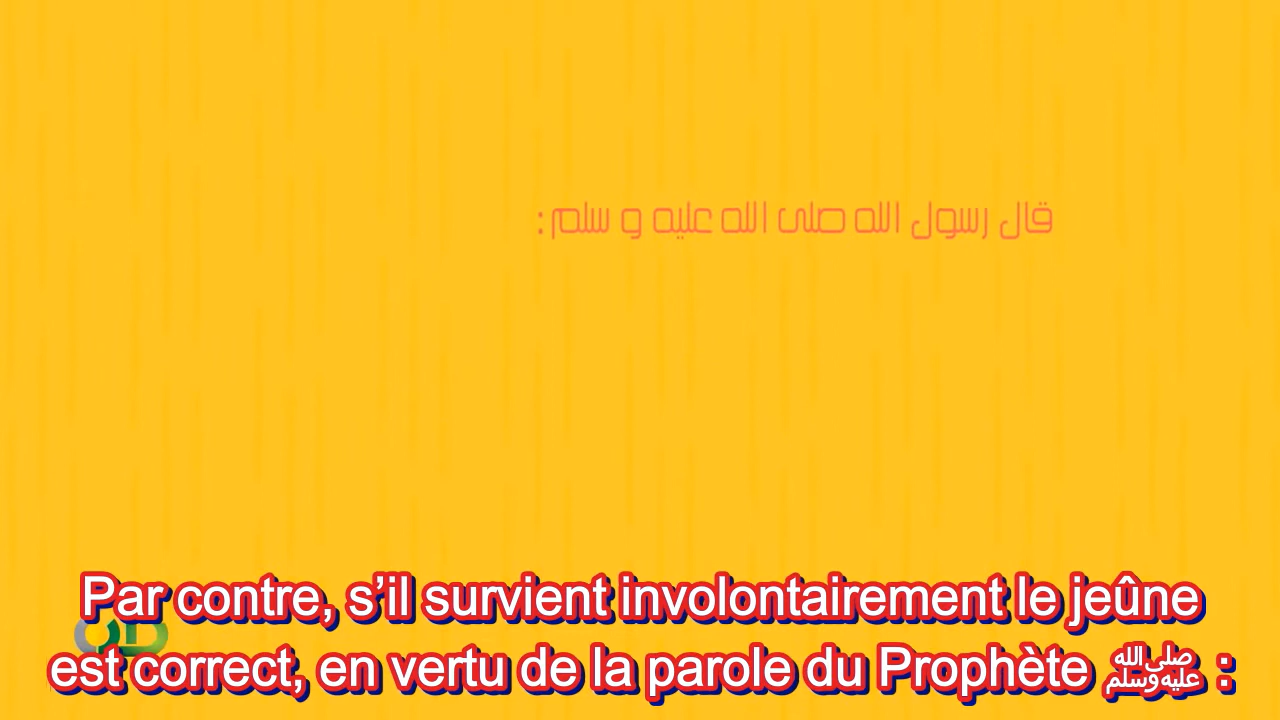 قال رسول الله صلى الله عليه و سلم :
Par contre, s’il survient involontairement le jeûne
est correct, en vertu de la parole du Prophète ﷺ :